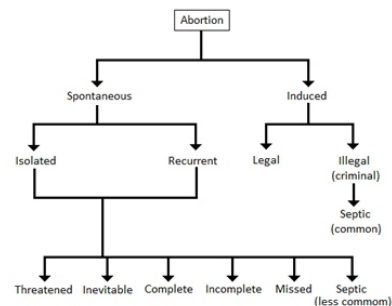 Abortion
Spontaneous
Induced
Isolated
Recurrent
Legal
Illegal
(criminal)
Septic
(common)
Threatened
Inevitable
Complete
Incomplete
Missed
Septic
(less commom)